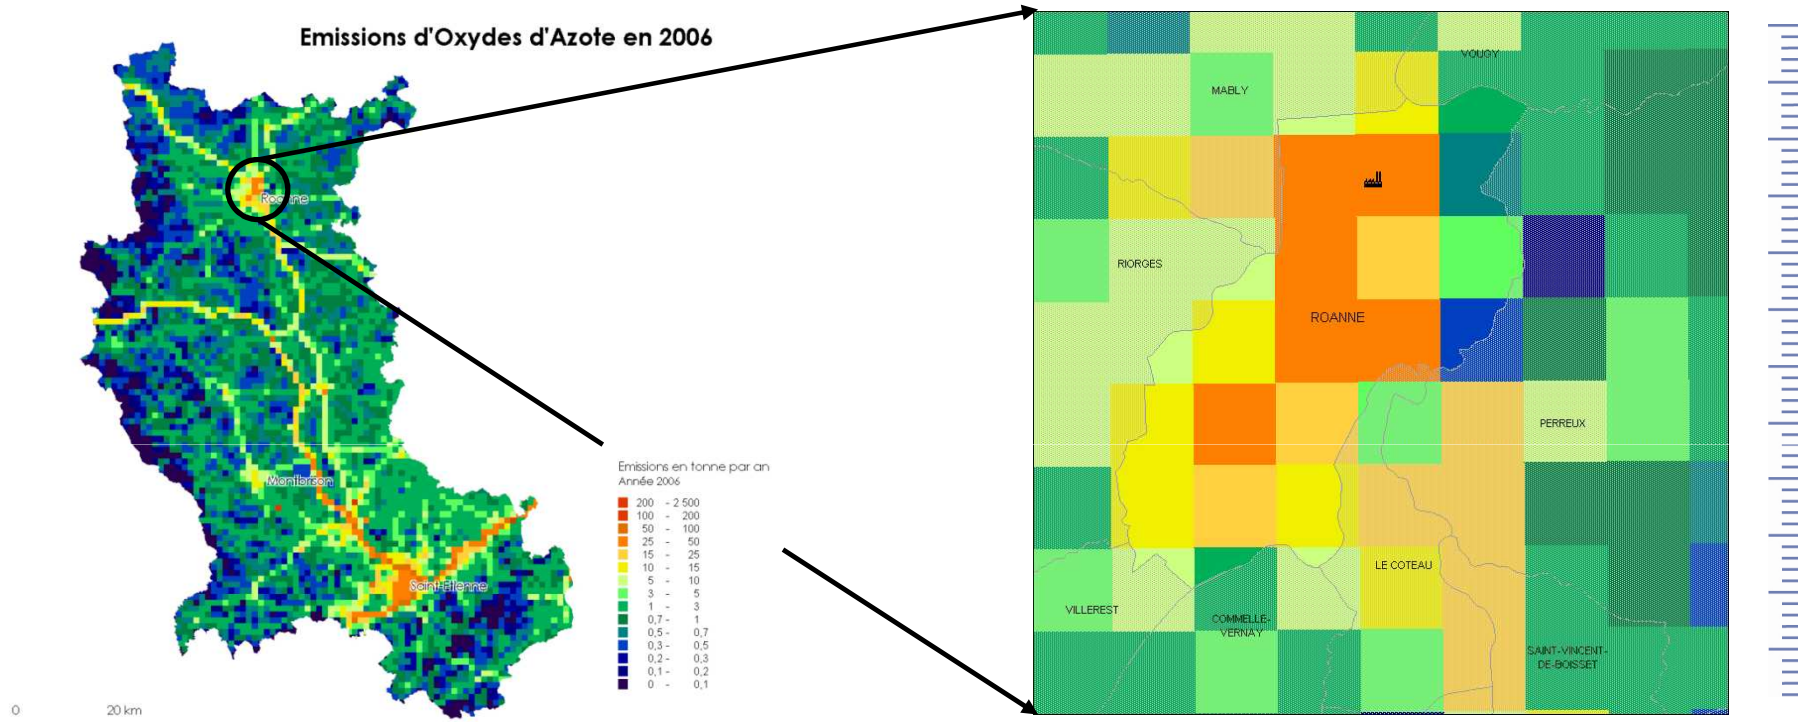 Emissions d'Oxydes d'Azote en 2006
Roanne
Montbrison
Saint-Etienne
0 20 km
Emissions en tonne par an
Année 2006
200 - 2 500
100 - 200
50 - 100
25 - 50
15 - 25
10 - 15
5 - 10
3 - 5
1 - 3
0,7 - 1
0,5 - 0,7
0,3 - 0,5
0,2 - 0,3
0,1 - 0,2
0 - 0,1
VOUGY
MABLY
RIORGES
ROANNE
PERREUX
LE COTEAU
VILLEREST
COMMELLE-
VERNAY
SAINT-VINCENT-
DE-BOISSET